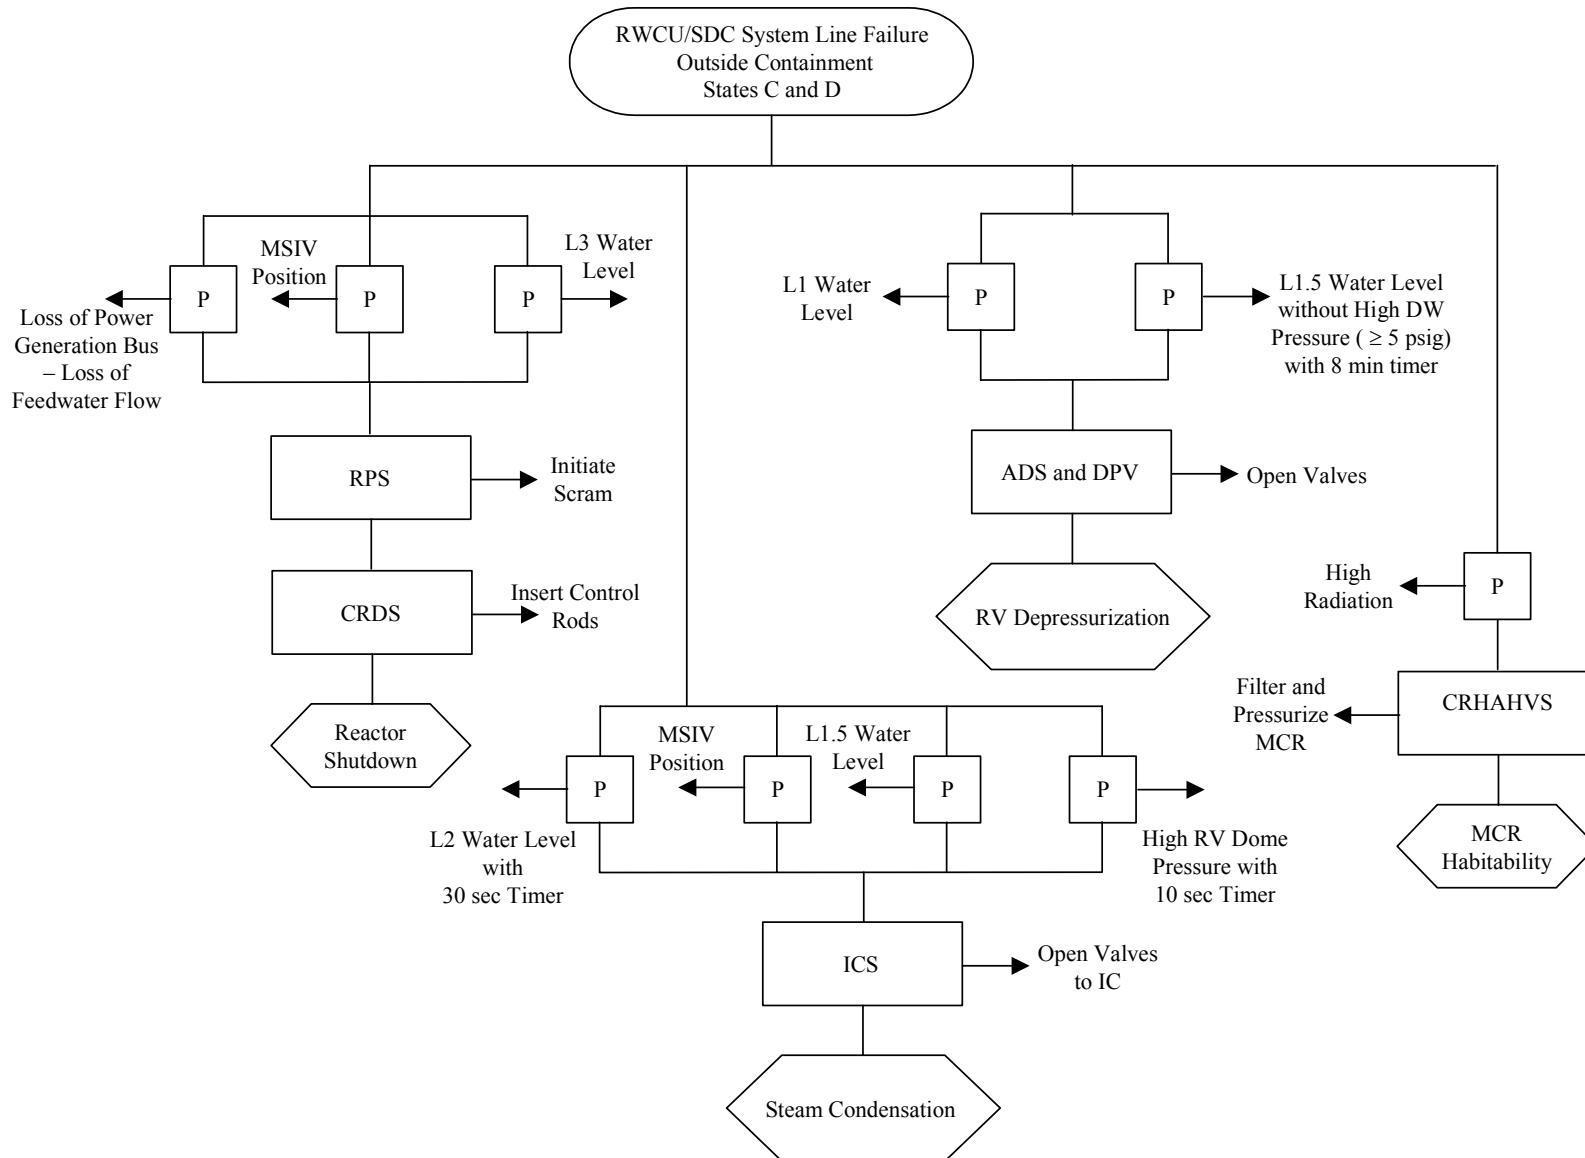 RWCU/SDC System Line Failure
Outside Containment
States C and D
P
Loss of Power
Generation Bus
– Loss of
Feedwater Flow
MSIV
Position
P
L3 Water
Level
P
RPS
Initiate
Scram
CRDS
Insert Control
Rods
Reactor
Shutdown
L2 Water Level
with
30 sec Timer
P
MSIV
Position
P
L1.5 Water
Level
P
P
High RV Dome
Pressure with
10 sec Timer
ICS
Open Valves
to IC
Steam Condensation
L1 Water
Level
P
P
L1.5 Water Level
without High DW
Pressure ( ≥ 5 psig)
with 8 min timer
ADS and DPV
Open Valves
RV Depressurization
High
Radiation
P
Filter and
Pressurize
MCR
CRHAHVS
MCR
Habitability